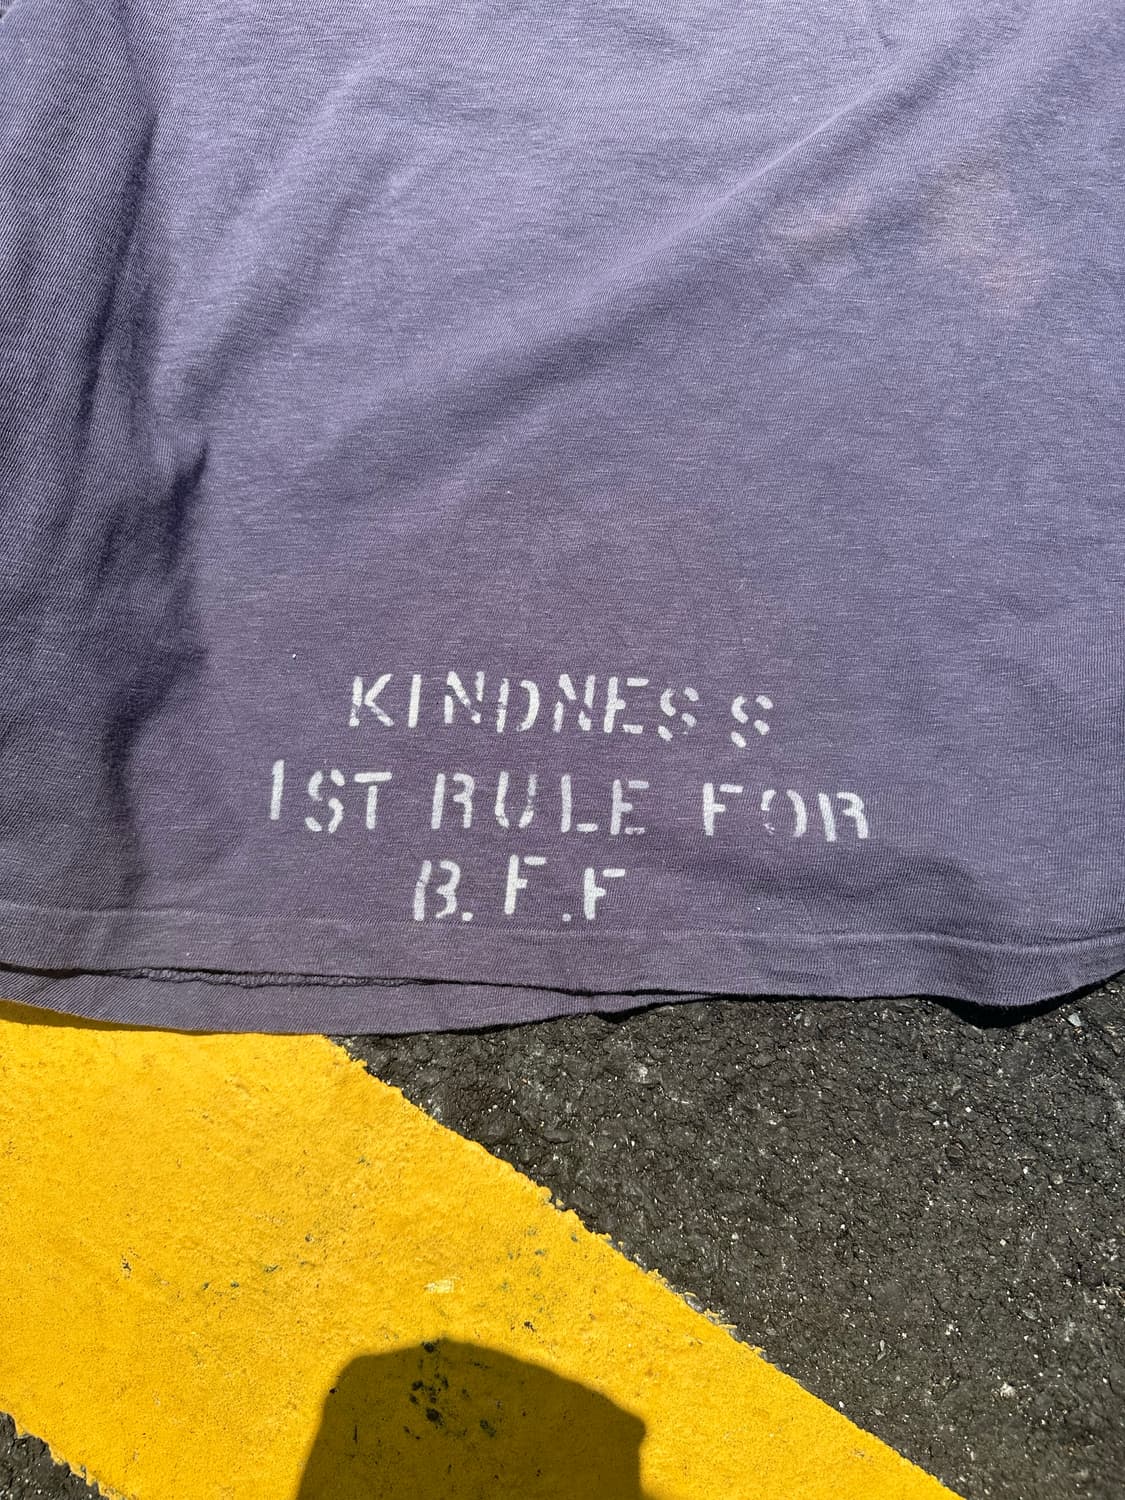 KINDNESS
1ST RULE FOR
B.F.F